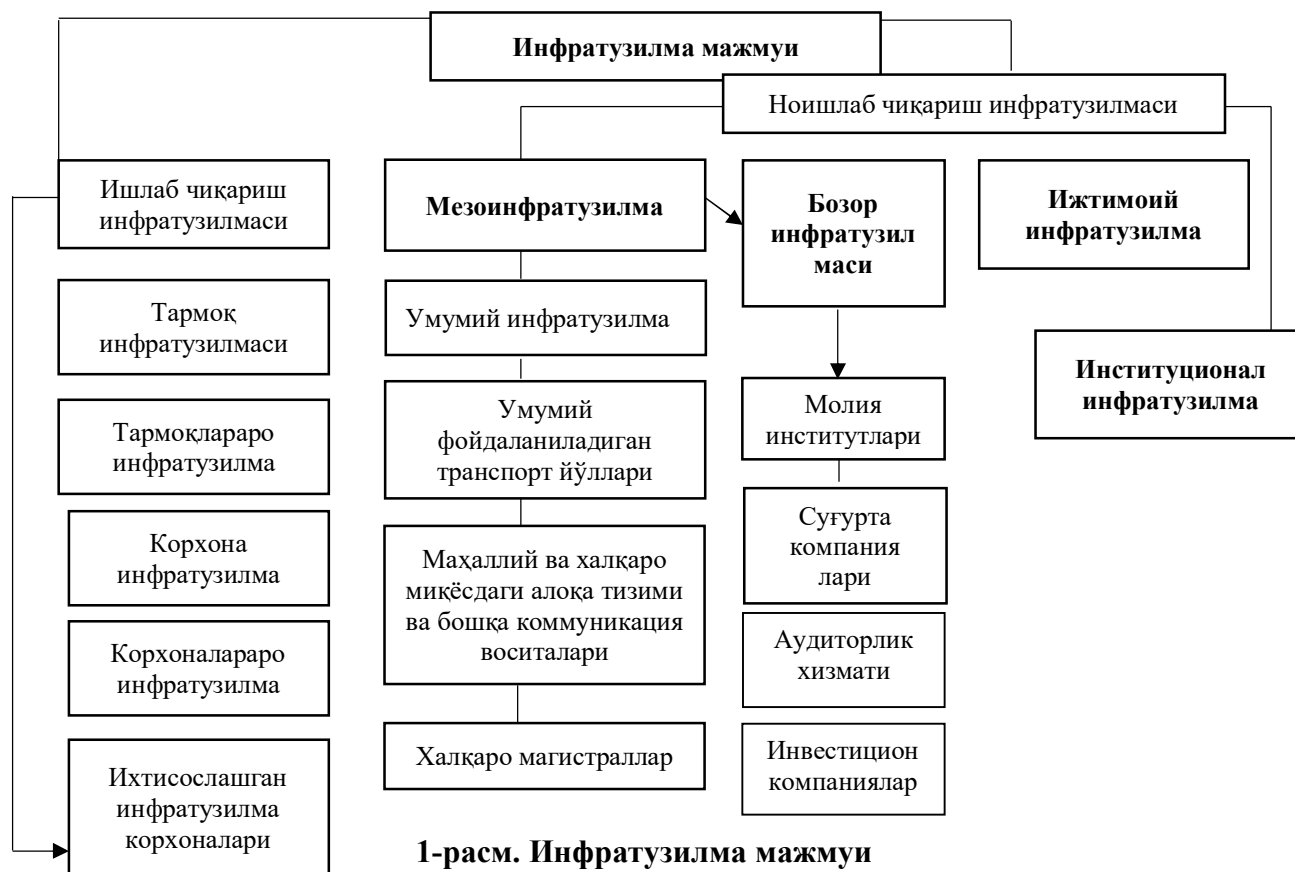 Инфратузилма мажмуи
Ноишлаб чиқариш инфратузилмаси
Ишлаб чиқариш
инфратузилмаси
Тармоқ
инфратузилмаси
Тармоқлараро
инфратузилма
Корхона
инфратузилма
Корхоналараро
инфратузилма
Ихтисослашган
инфратузилма
корхоналари
Мезоинфратузилма
Умумий инфратузилма
Умумий
фойдаланиладиган
транспорт йўллари
Маҳаллий ва халқаро
миқёсдаги алоқа тизими
ва бошқа коммуникация
воситалари
Халқаро магистраллар
Бозор
инфратузил
маси
Молия
институтлари
Суғурта
компания
лари
Аудиторлик
хизмати
Инвестицион
компаниялар
Ижтимоий
инфратузилма
Институционал
инфратузилма
1-расм. Инфратузилма мажмуи